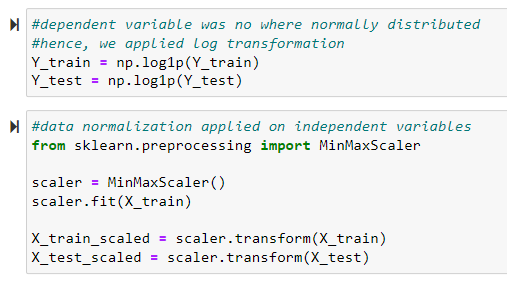 #dependent variable was no where normally distributed
#hence, we applied log transformation
Y_train = np.log1p(Y_train)
Y_test = np.log1p(Y_test)
#data normalization applied on independent variables
from sklearn.preprocessing import MinMaxScaler
scaler = MinMaxScaler()
scaler.fit(X_train)
X_train_scaled = scaler.transform(X_train)
X_test_scaled = scaler.transform(X_test)